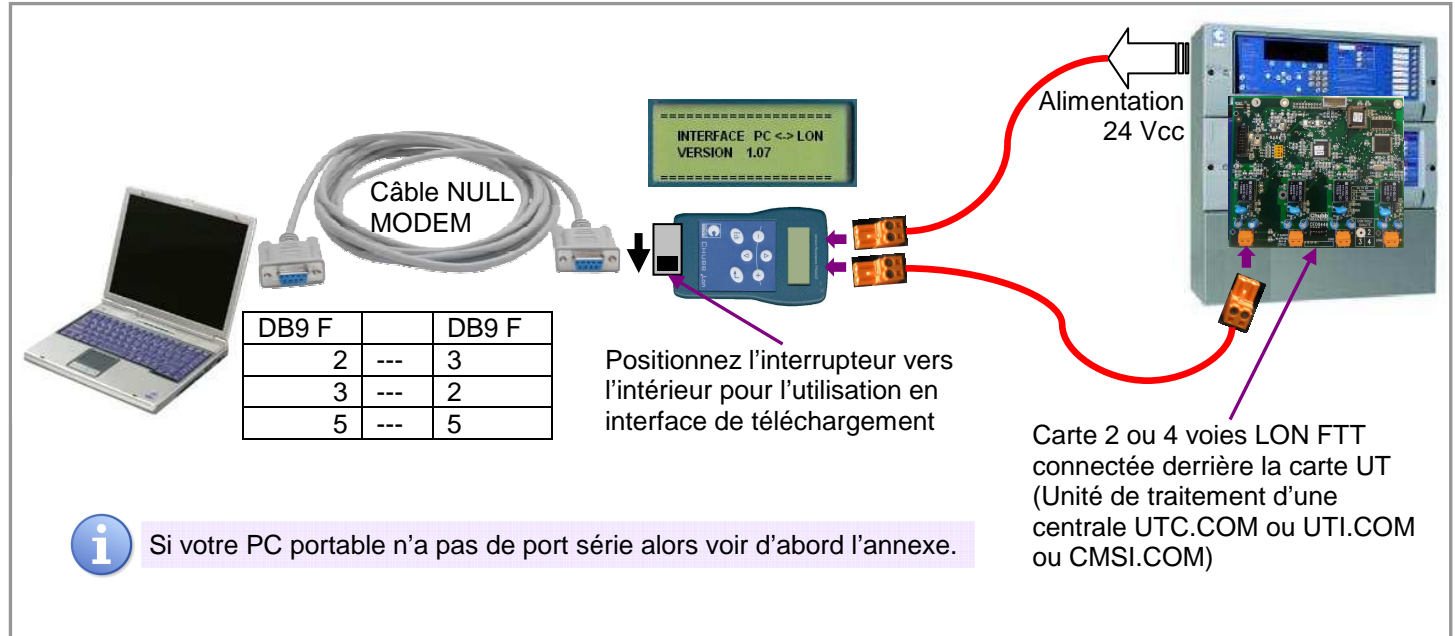 Alimentation
24 Vcc
INTERFACE PC <-> LON
VERSION 1.07
Câble NULL
MODEM
DB9 F DB9 F
2 --- 3
3 --- 2
5 --- 5
Positionnez l'interrupteur vers
l'intérieur pour l'utilisation en
interface de téléchargement
Carte 2 ou 4 voies LON FTT
connectée derrière la carte UT
(Unité de traitement d'une
centrale UTC.COM ou UTI.COM
ou CMSI.COM)
i
Si votre PC portable n'a pas de port série alors voir d'abord l'annexe.